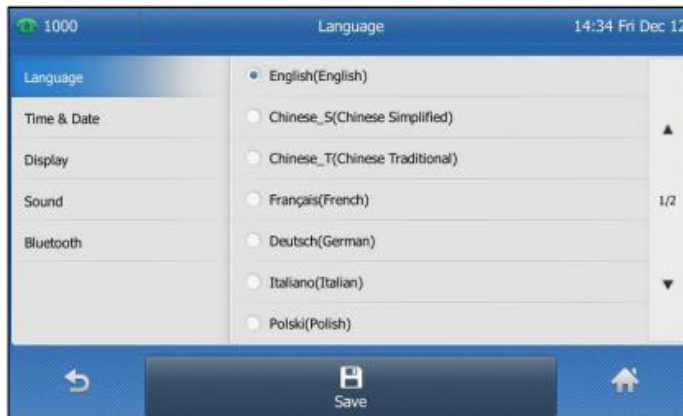 1000 Language 14:34 Fri Dec 12
Language
Time & Date
Display
Sound
Bluetooth
English(English)
Chinese_S(Chinese Simplified)
Chinese_T(Chinese Traditional)
Français(French)
Deutsch(German)
Italiano(Italian)
Polski(Polish)
1/2
Save